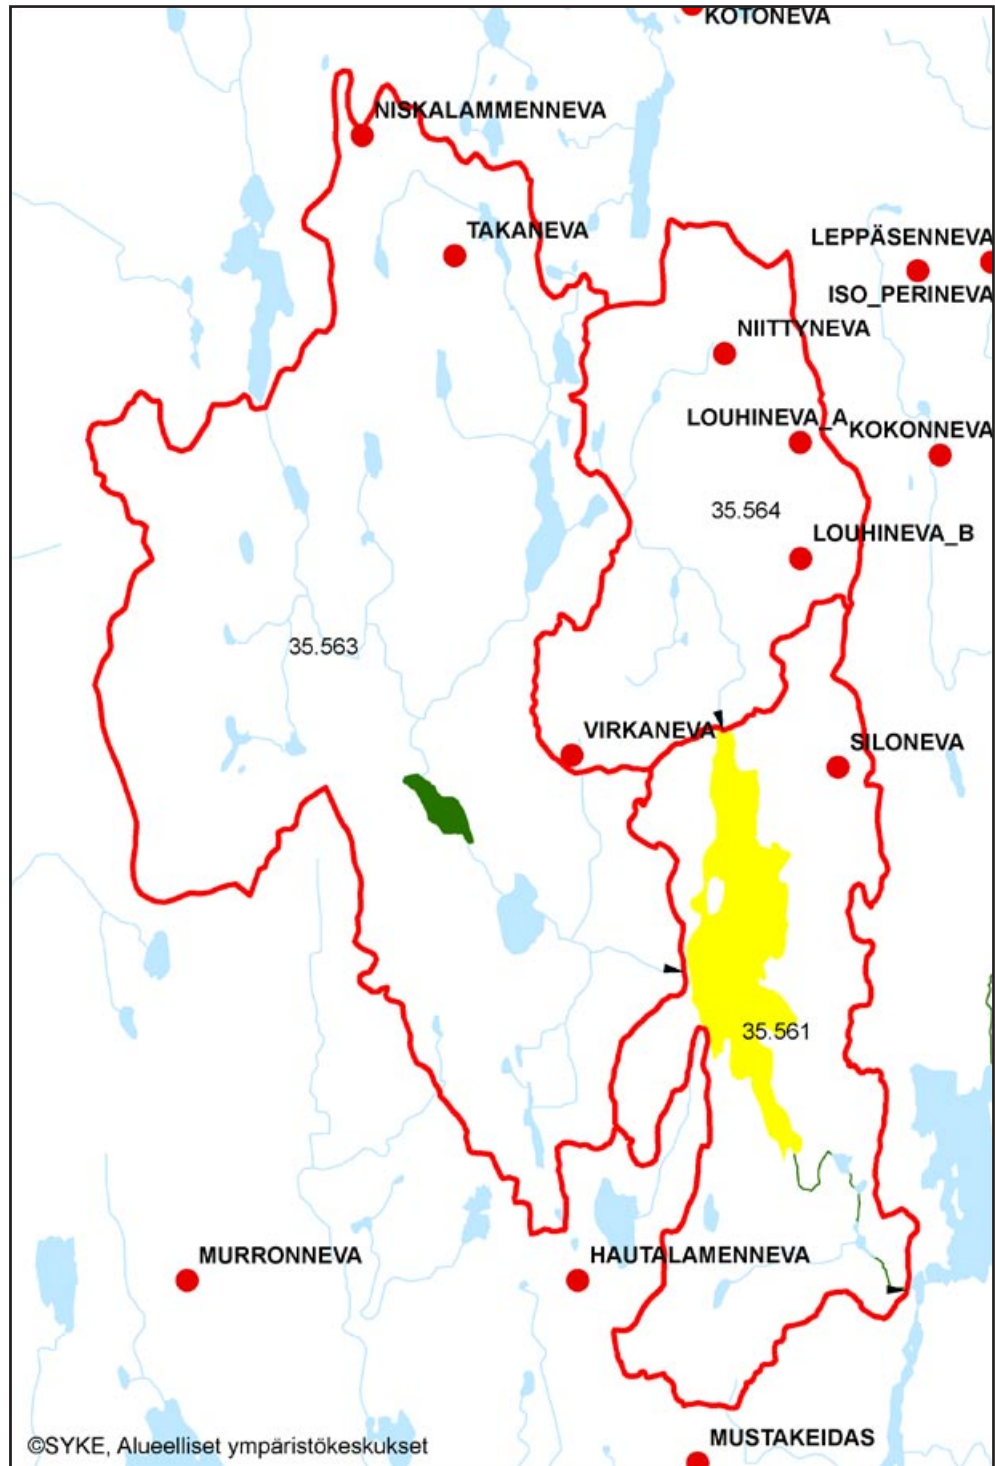 KOTONEVA
NISKALAMMENNEVA
TAKANEVA
LEPPÄSENNEVA
ISO_PERINEVA
NIITTYNEVA
LOUHINEVA_A
KOKONNEVA
35.564
LOUHINEVA_B
35.563
VIRKANEVA
SILONEVA
35.561
MURRONNEVA
HAUTALAMENNEVA
MUSTAKEIDAS
©SYKE, Alueelliset ympäristökeskukset